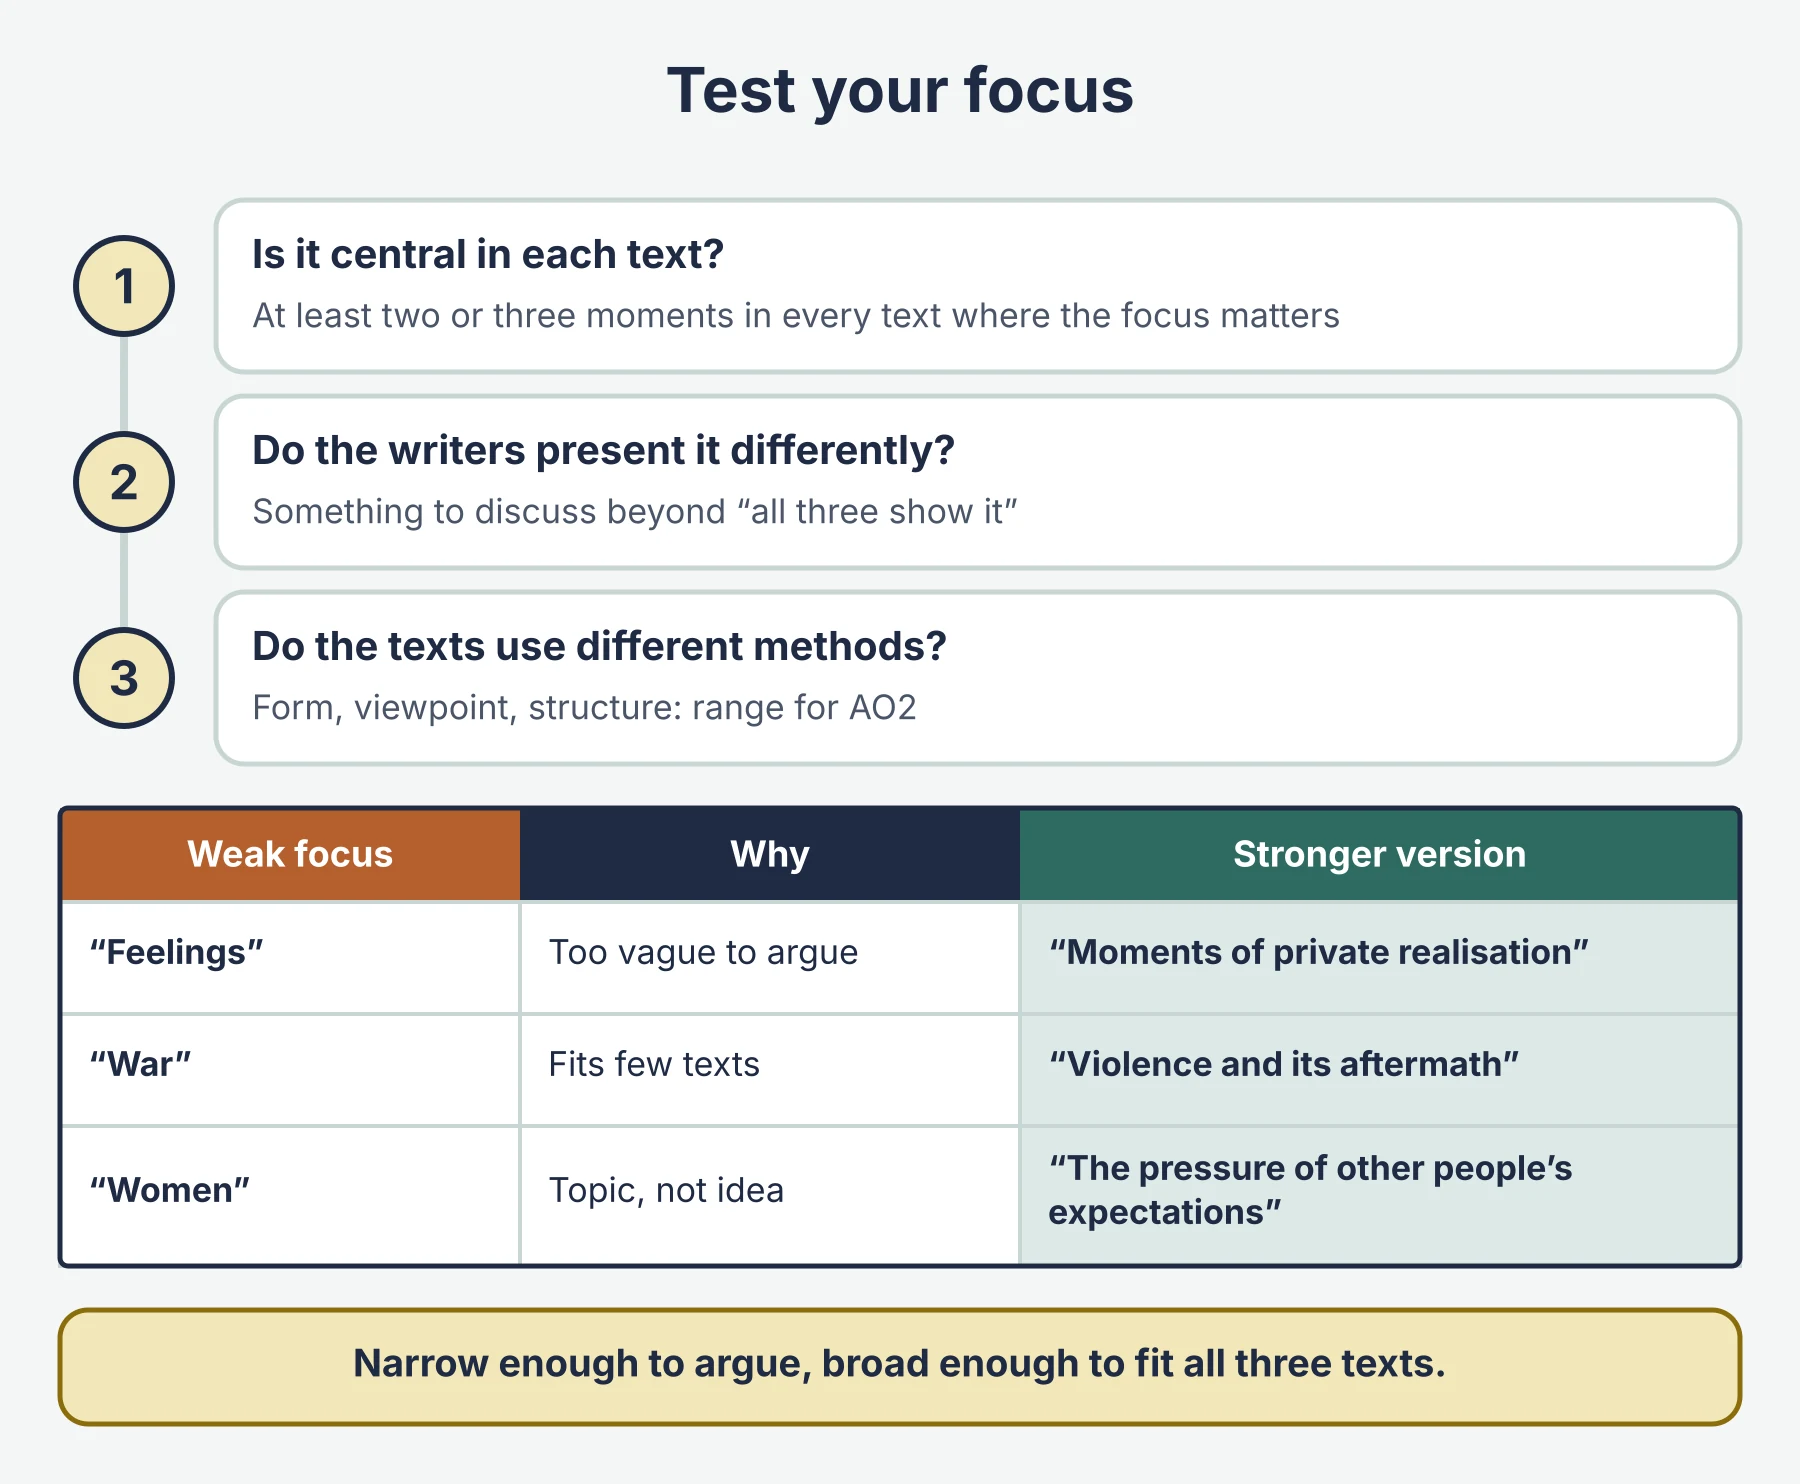 Test your focus
1
Is it central in each text?
At least two or three moments in every text where the focus matters
2
Do the writers present it differently?
Something to discuss beyond “all three show it”
3
Do the texts use different methods?
Form, viewpoint, structure: range for AO2
Weak focus
Why
Stronger version
“Feelings”
Too vague to argue
“Moments of private realisation”
“War”
Fits few texts
“Violence and its aftermath”
“Women”
Topic, not idea
“The pressure of other people’s
expectations”
Narrow enough to argue, broad enough to fit all three texts.